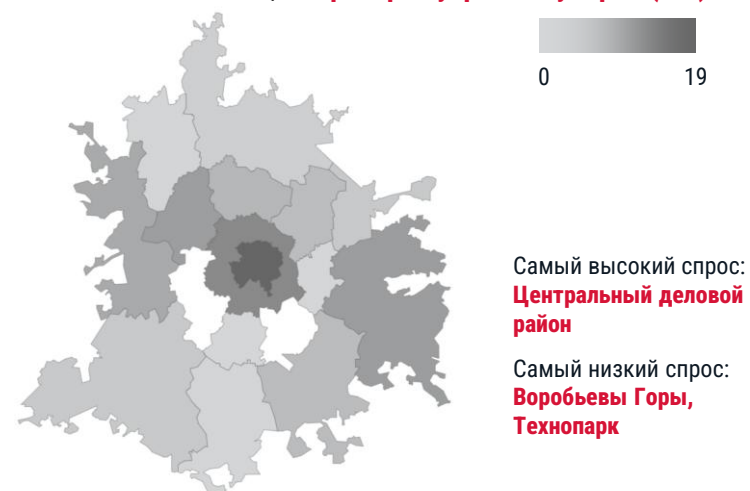 0
19
Самый высокий спрос:
Центральный деловой
район
Самый низкий спрос:
Воробьевы Горы,
Технопарк